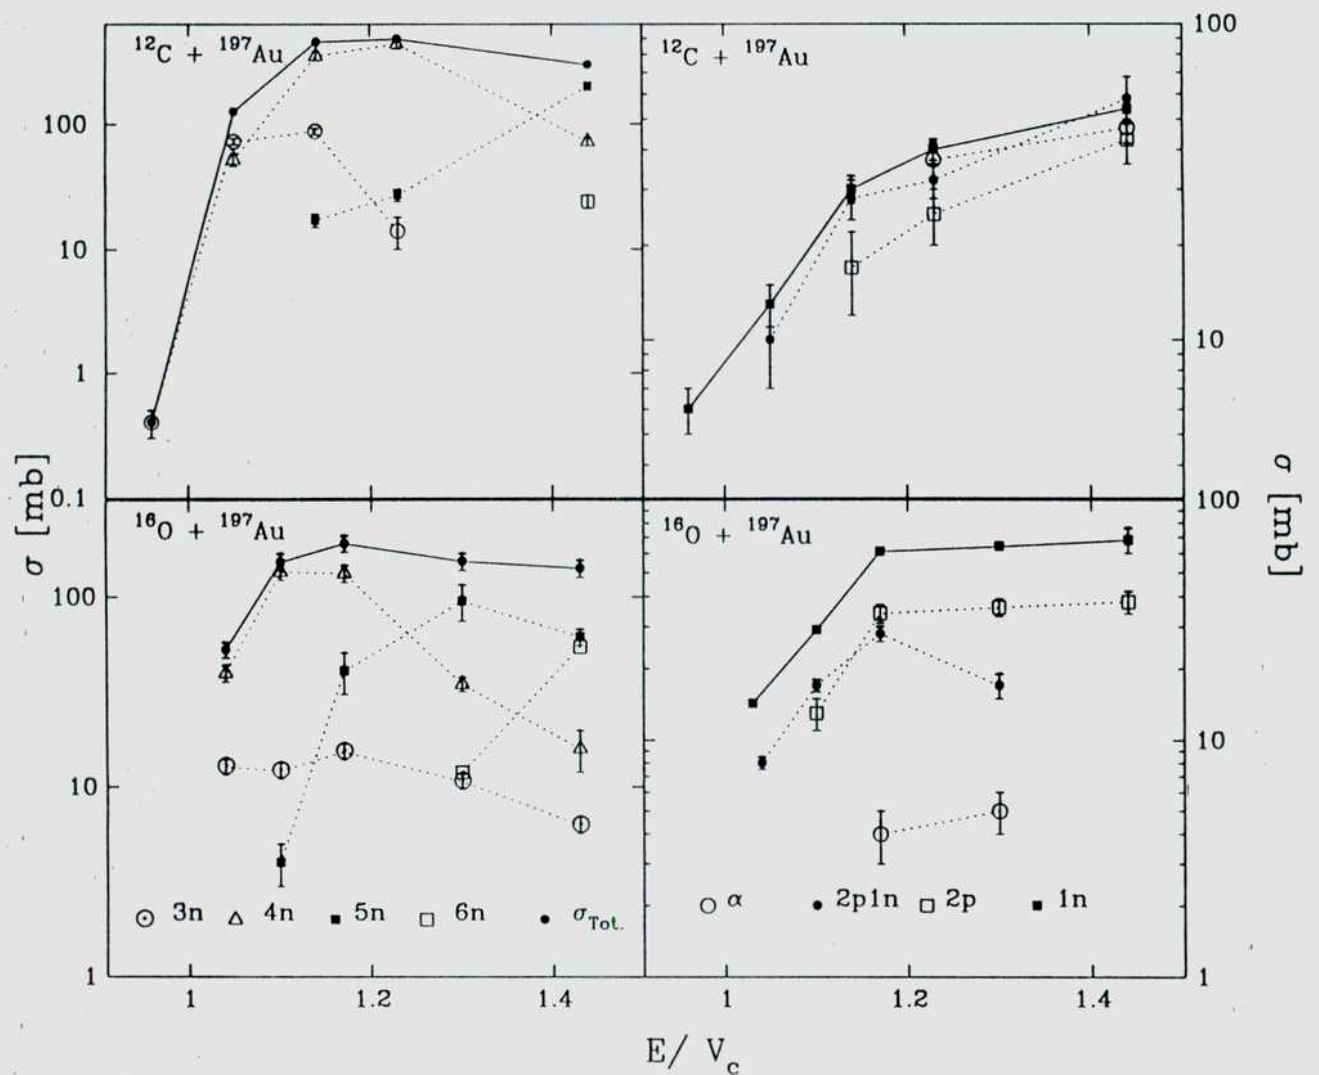 ¹²C + ¹⁹⁷Au
¹²C + ¹⁹⁷Au
100
100
10
10
1
0.1
100
σ [mb]
σ [mb]
¹⁶O + ¹⁹⁷Au
¹⁶O + ¹⁹⁷Au
100
10
10
3n 4n 5n 6n σTot.
α 2p1n 2p 1n
1
1
1 1.2 1.4
1 1.2 1.4
E/ Vc